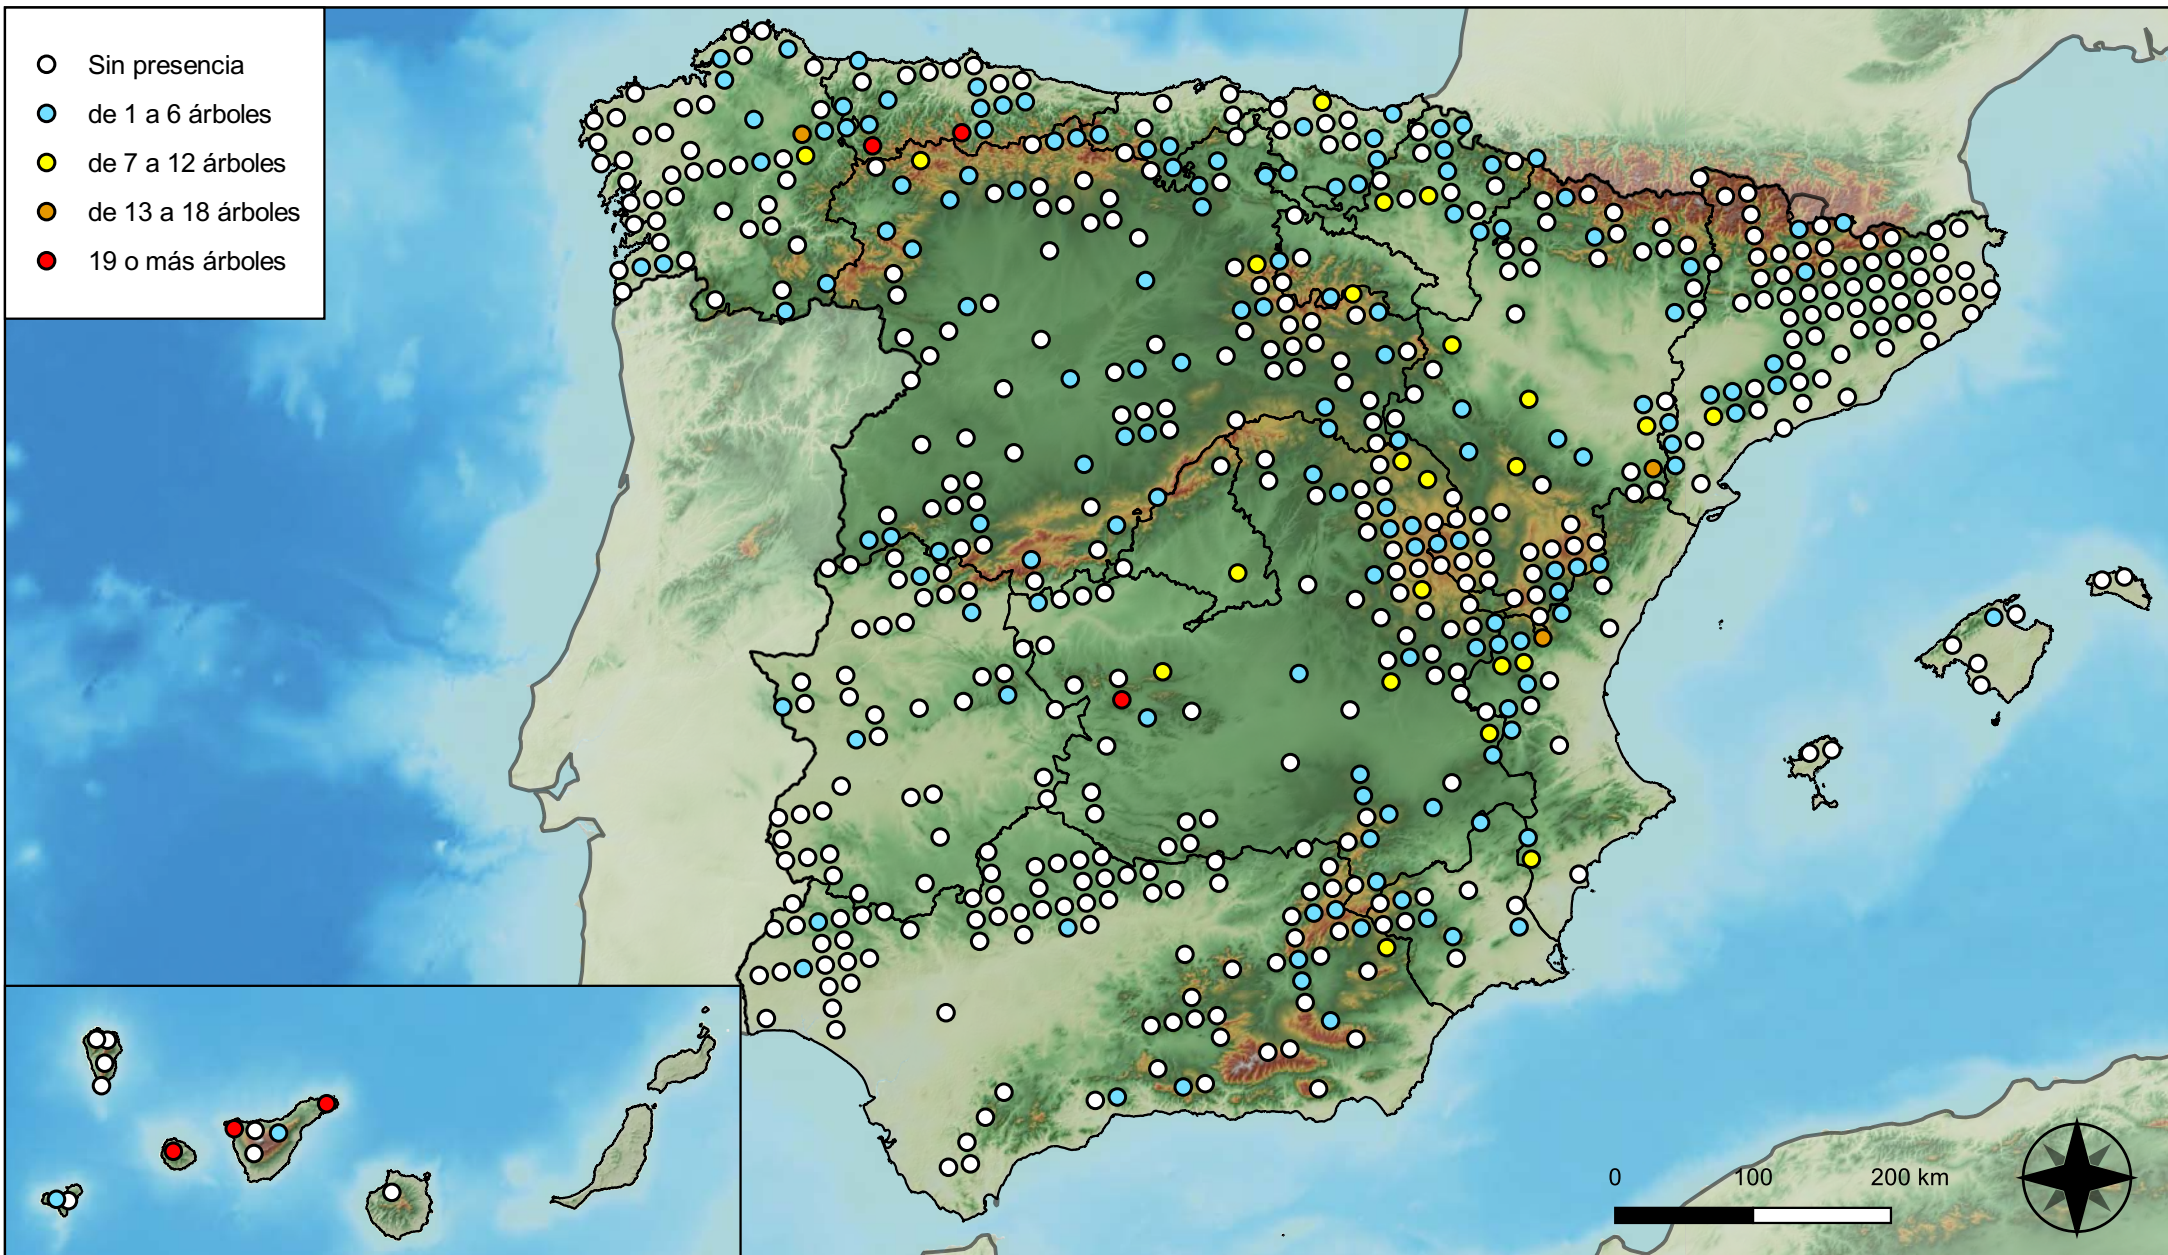 Sin presencia
de 1 a 6 árboles
de 7 a 12 árboles
de 13 a 18 árboles
19 o más árboles
0 100 200 km